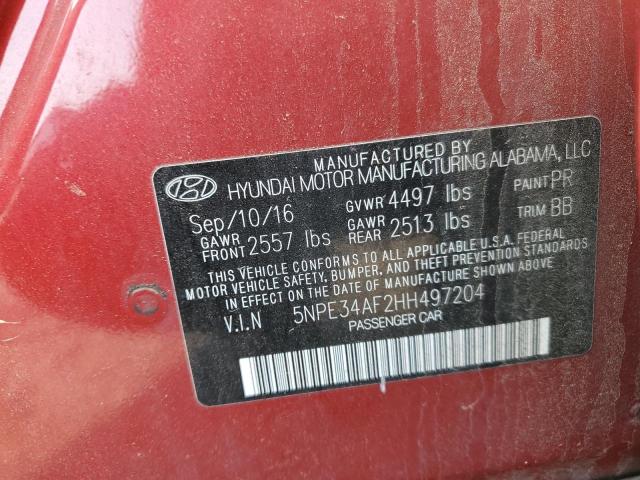 MANUFACTURED BY
HYUNDAI MOTOR MANUFACTURING ALABAMA, LLC
Sep/10/16 GVWR 4497 lbs PAINT PR
GAWR FRONT 2557 lbs GAWR REAR 2513 lbs TRIM BB
THIS VEHICLE CONFORMS TO ALL APPLICABLE U.S.A. FEDERAL
MOTOR VEHICLE SAFETY, BUMPER, AND THEFT PREVENTION
STANDARDS IN EFFECT ON THE DATE OF MANUFACTURE SHOWN ABOVE
V.I.N 5NPE34AF2HH497204
PASSENGER CAR